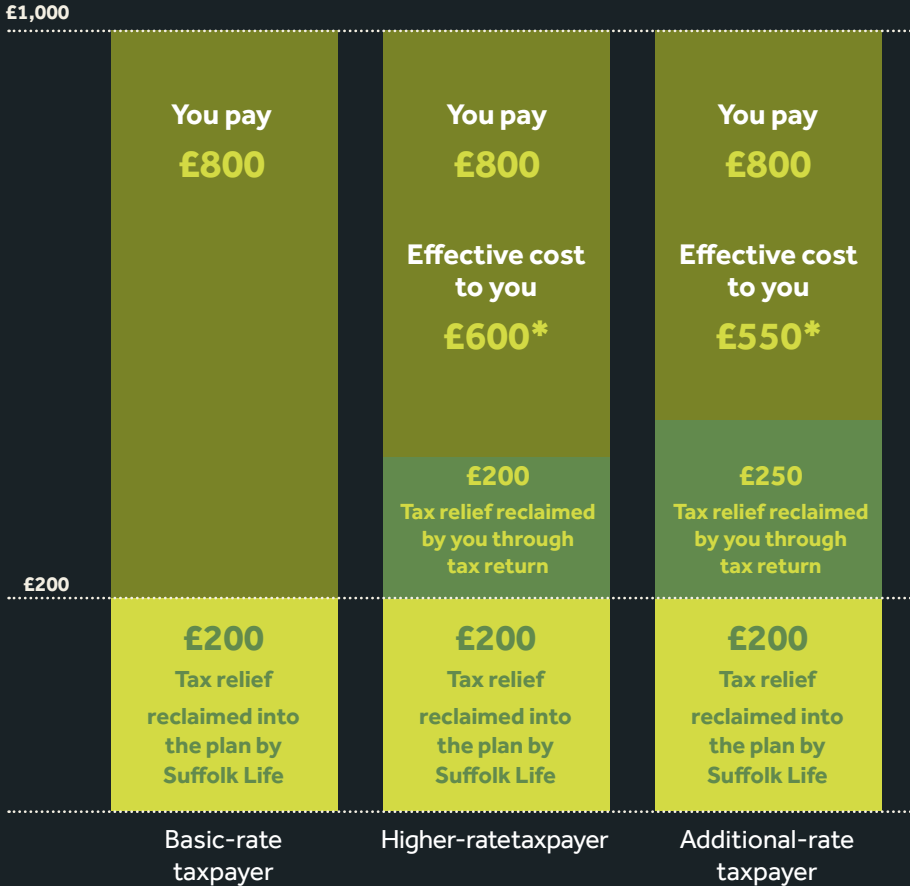 £1,000
You pay
£800
You pay
£800
Effective cost
to you
£600*
£200
Tax relief reclaimed
by you through
tax return
You pay
£800
Effective cost
to you
£550*
£250
Tax relief reclaimed
by you through
tax return
£200
£200
Tax relief
reclaimed into
the plan by
Suffolk Life
£200
Tax relief
reclaimed into
the plan by
Suffolk Life
£200
Tax relief
reclaimed into
the plan by
Suffolk Life
Basic-rate
taxpayer
Higher-ratetaxpayer
Additional-rate
taxpayer